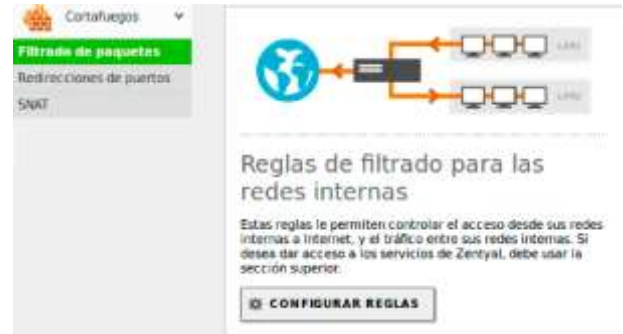 Cortafuegos
Filtrado de paquetes
Redirecciones de puertos
SNAT
LAN1
LAN2
Reglas de filtrado para las
redes internas
Estas reglas le permiten controlar el acceso desde sus redes
internas a Internet, y el tráfico entre sus redes internas. Si
desea dar acceso a los servicios de Zentyal, debe usar la
sección superior.
CONFIGURAR REGLAS